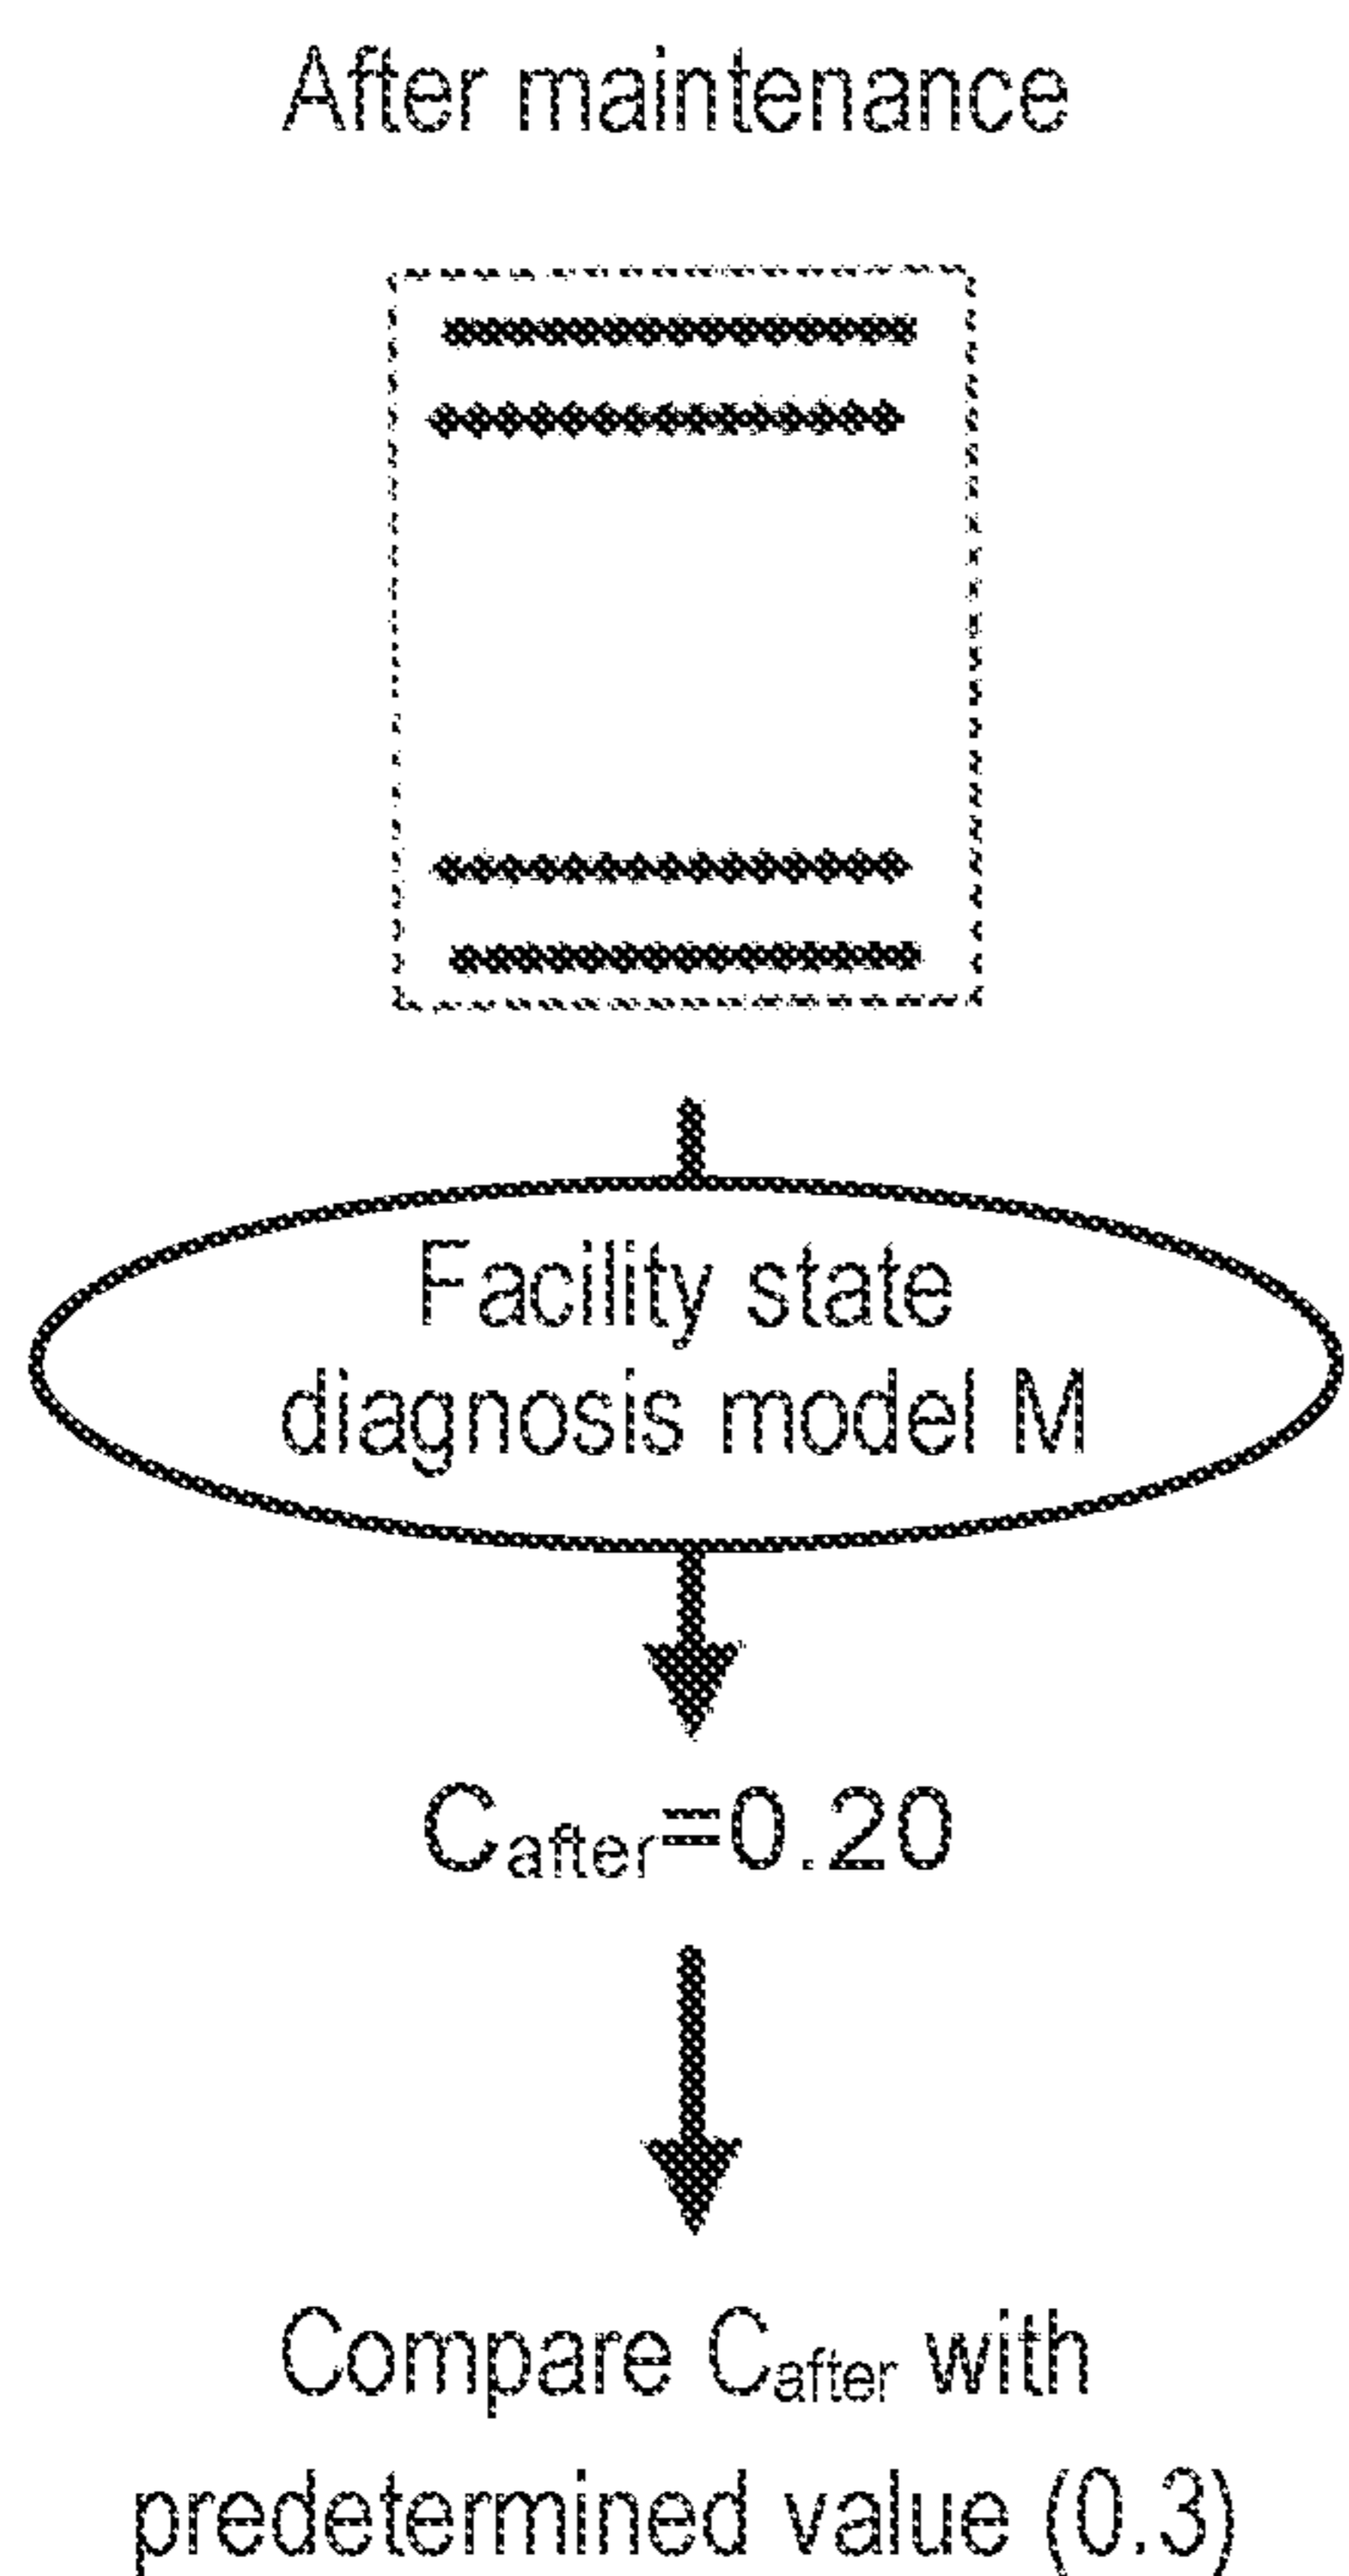 After maintenance
Facility state
diagnosis model M
Cafter=0.20
Compare Cafter with
predetermined value (0.3)